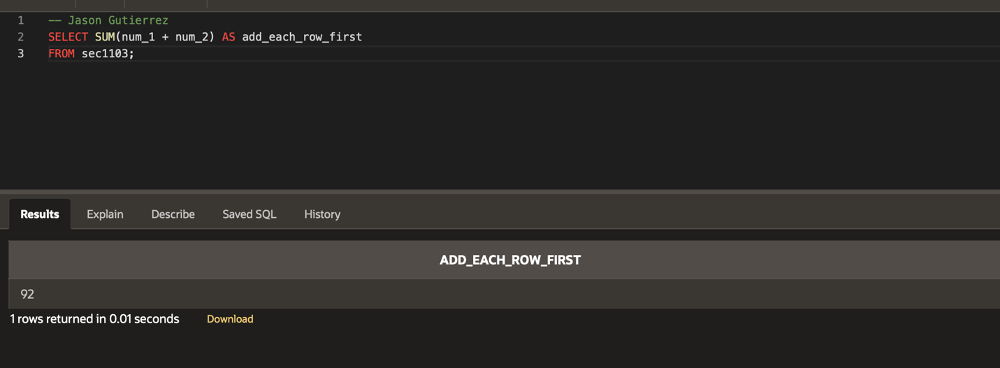 1 -- Jason Gutierrez
2 SELECT SUM(num_1 + num_2) AS add_each_row_first
3 FROM sec1103;
Results Explain Describe Saved SQL History
ADD_EACH_ROW_FIRST
92
1 rows returned in 0.01 seconds Download